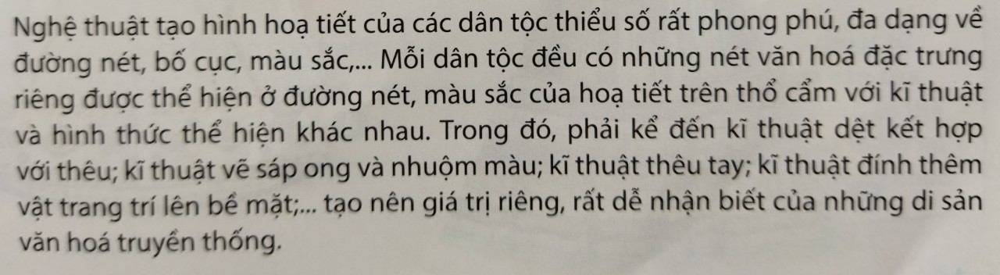 Nghệ thuật tạo hình hoạ tiết của các dân tộc thiểu số rất phong phú, đa dạng về
đường nét, bố cục, màu sắc,... Mỗi dân tộc đều có những nét văn hoá đặc trưng
riêng được thể hiện ở đường nét, màu sắc của hoạ tiết trên thổ cẩm với kĩ thuật
và hình thức thể hiện khác nhau. Trong đó, phải kể đến kĩ thuật dệt kết hợp
với thêu; kĩ thuật vẽ sáp ong và nhuộm màu; kĩ thuật thêu tay; kĩ thuật đính thêm
vật trang trí lên bề mặt;... tạo nên giá trị riêng, rất dễ nhận biết của những di sản
văn hoá truyền thống.